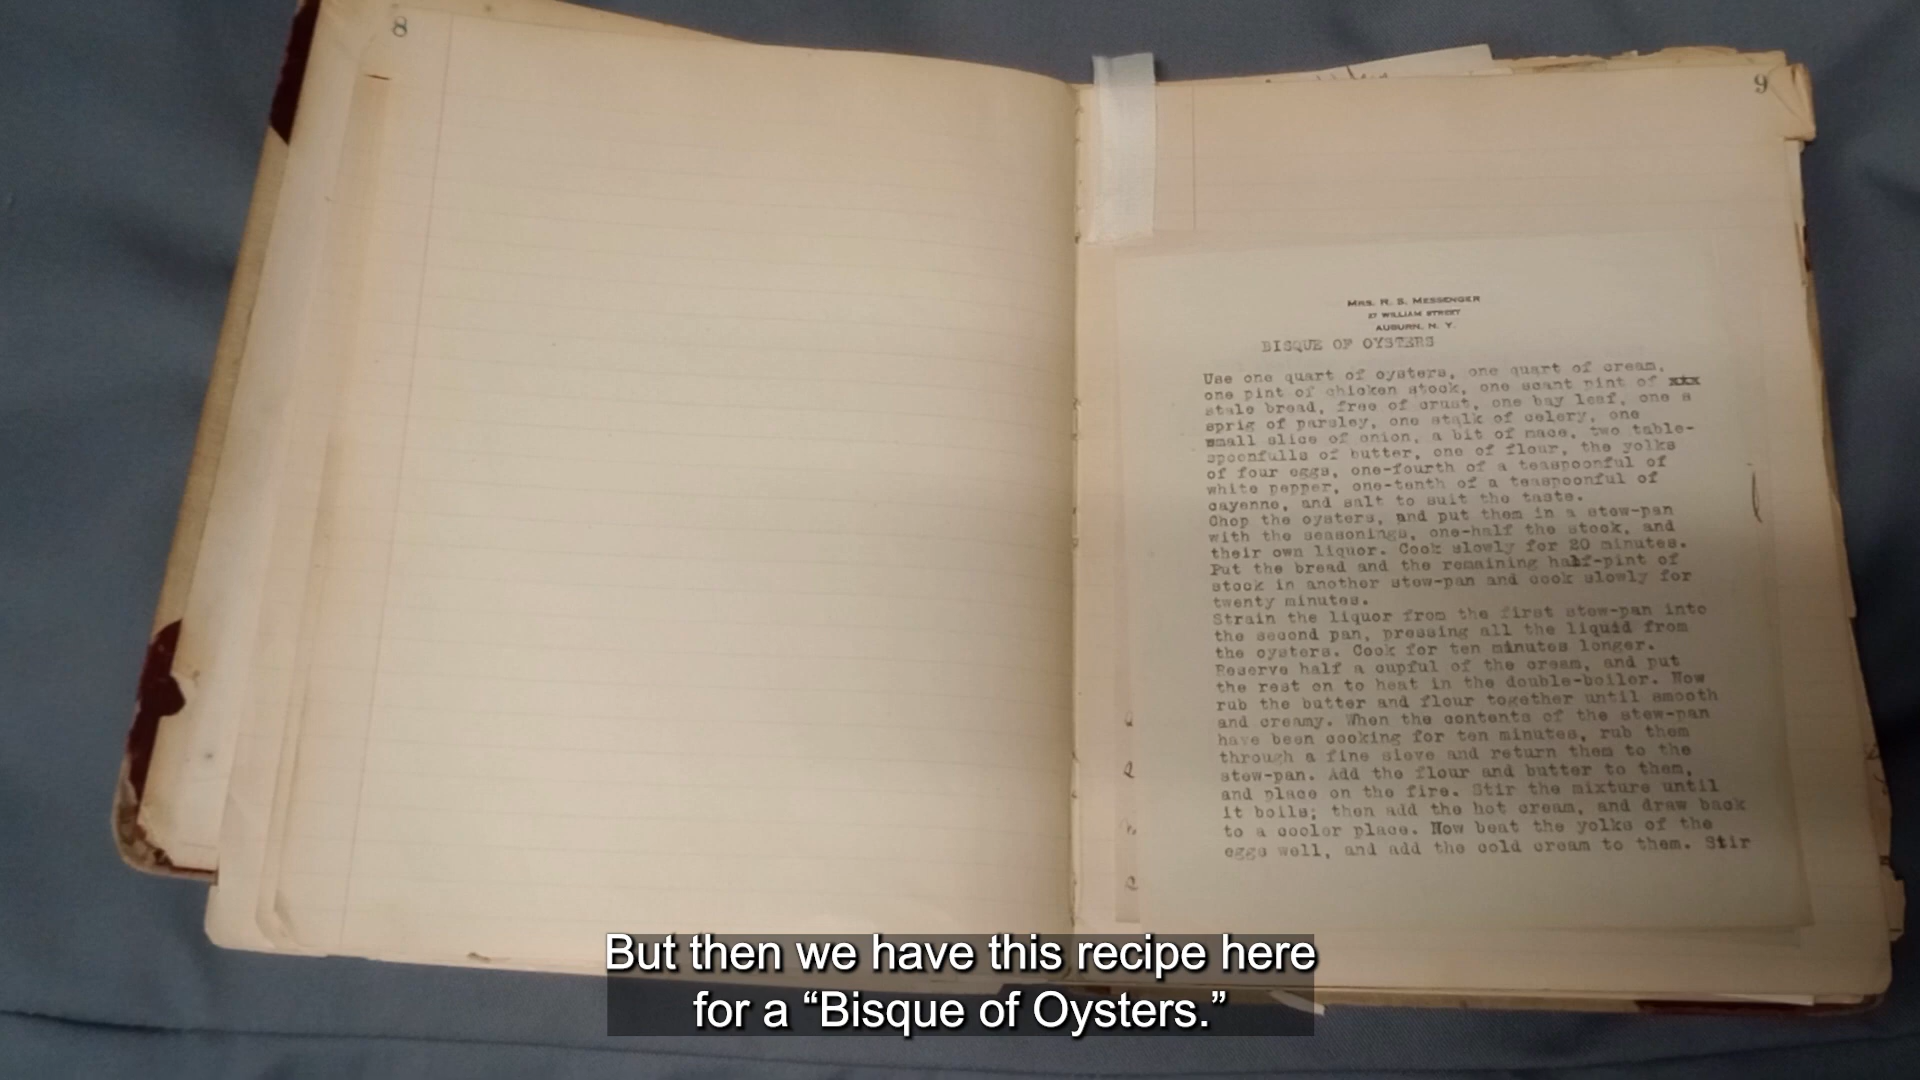 8
9
MRS. R. S. MESSENGER
27 WILLIAM STREET
AUBURN, N. Y.
BISQUE OF OYSTERS
Use one quart of oysters, one quart of cream,
one pint of chicken stock, one scant pint of xxx
stale bread, free of crust, one bay leaf, one s
sprig of parsley, one stalk of celery, one
small slice of onion, a bit of mace, two table-
spoonfulls of butter, one of flour, the yolks
of four eggs, one-fourth of a teaspoonful of
white pepper, one-tenth of a teaspoonful of
cayenne, and salt to suit the taste.
Chop the oysters, and put them in a stew-pan
with the seasonings, one-half the stock, and
their own liquor. Cook slowly for 20 minutes.
Put the bread and the remaining half-pint of
stock in another stew-pan and cook slowly for
twenty minutes.
Strain the liquor from the first stew-pan into
the second pan, pressing all the liquid from
the oysters. Cook for ten minutes longer.
Reserve half a cupful of the cream, and put
the rest on to heat in the double-boiler. Now
rub the butter and flour together until smooth
and creamy. When the contents of the stew-pan
have been cooking for ten minutes, rub them
through a fine sieve and return them to the
stew-pan. Add the flour and butter to them,
and place on the fire. Stir the mixture until
it boils; then add the hot cream, and draw back
to a cooler place. Now beat the yolks of the
eggs well, and add the cold cream to them. Stir
But then we have this recipe here
for a “Bisque of Oysters.”